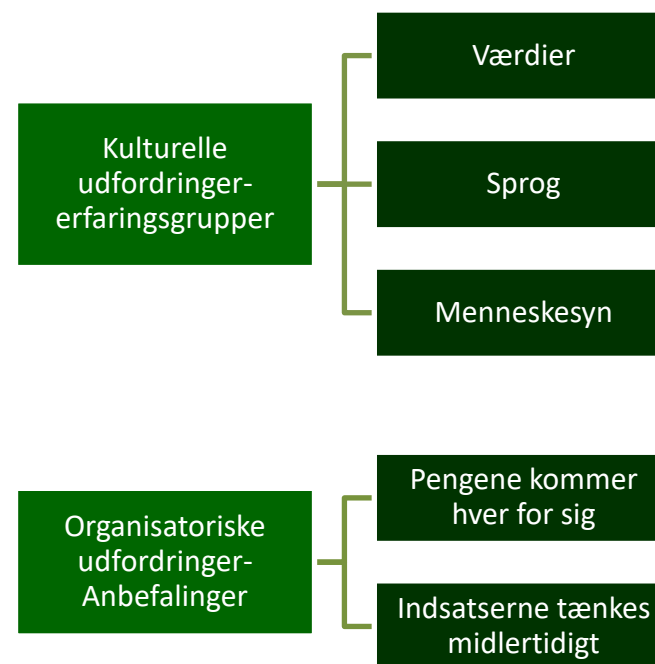 Kulturelle
udfordringer-
erfaringsgrupper
Værdier
Sprog
Menneskesyn
Organisatoriske
udfordringer-
Anbefalinger
Pengene kommer
hver for sig
Indsatserne tænkes
midlertidigt